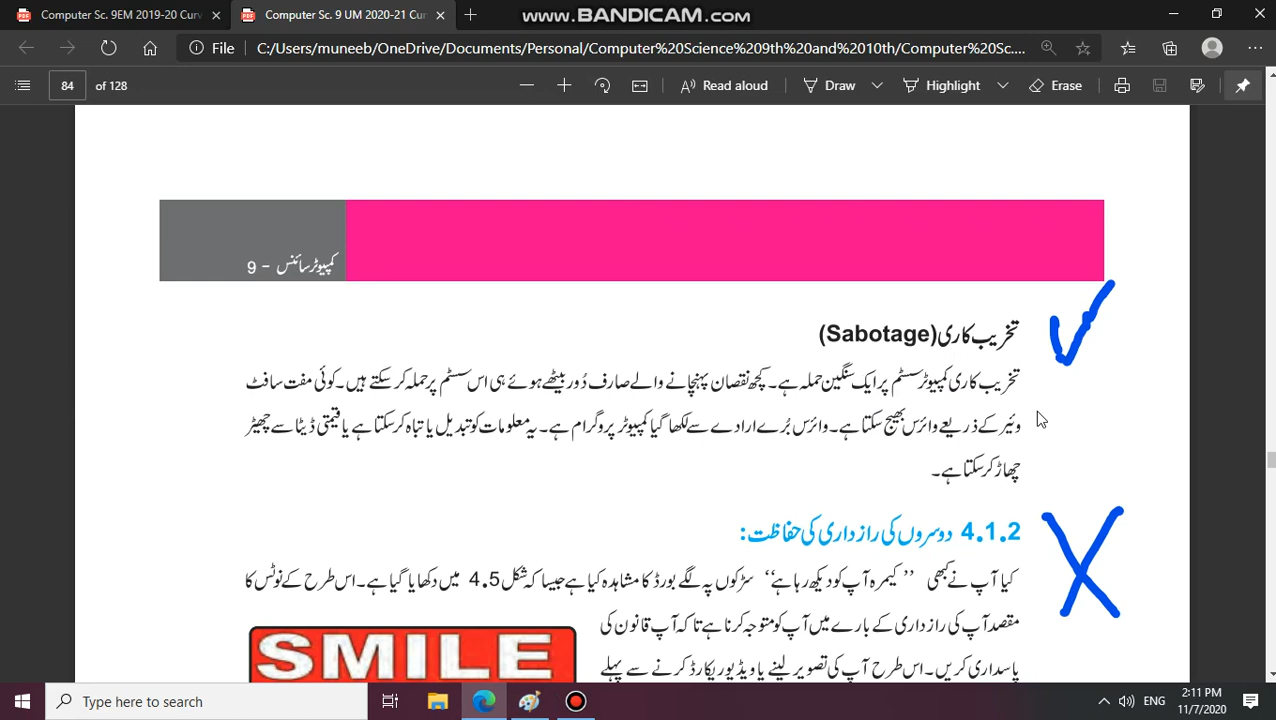 Computer Sc. 9EM 2019-20 Cur
Computer Sc. 9 UM 2020-21 Cur
www.BANDICAM.com
File
C:/Users/muneeb/OneDrive/Documents/Personal/Computer%20Science%209th%20and%2010th/Computer%20Sc....
84 of 128
Read aloud
Draw
Highlight
Erase
کمپیوٹر سائنس - 9
تخریب کاری (Sabotage)
تخریب کاری کمپیوٹر سسٹم پر ایک سنگین حملہ ہے۔ کچھ نقصان پہنچانے والے صارف دُور بیٹھے ہوئے ہی اس سسٹم پر حملہ کر سکتے ہیں۔ کوئی مفت سافٹ
وئیر کے ذریعے وائرس بھیج سکتا ہے۔ وائرس بُرے ارادے سے لکھا گیا کمپیوٹر پروگرام ہے۔ یہ معلومات کو تبدیل یا تباہ کر سکتا ہے یا قیمتی ڈیٹا سے چھیڑ
چھاڑ کر سکتا ہے۔
4.1.2 دوسروں کی رازداری کی حفاظت:
کیا آپ نے کبھی ’’کیمرہ آپ کو دیکھ رہا ہے‘‘ سڑکوں پہ لگے بورڈ کا مشاہدہ کیا ہے جیسا کہ شکل 4.5 میں دکھایا گیا ہے۔ اس طرح کے نوٹس کا
مقصد آپ کی رازداری کے بارے میں آپ کو متوجہ کرنا ہے تاکہ آپ قانون کی
پاسداری کریں۔ اس طرح آپ کی تصویر لینے یا ویڈیو ریکارڈ کرنے سے پہلے
SMILE
Type here to search
ENG
2:11 PM
11/7/2020